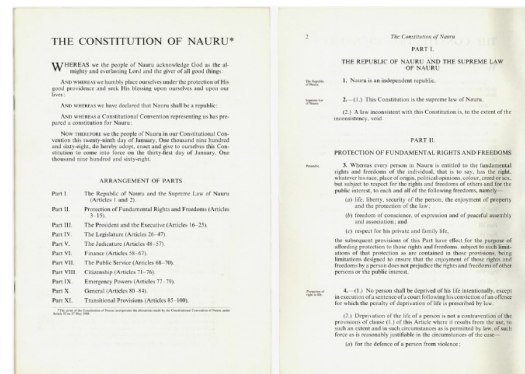 THE CONSTITUTION OF NAURU*
WHEREAS we the people of Nauru acknowledge God as the al-
mighty and everlasting Lord and the giver of all good things:
AND WHEREAS we humbly place ourselves under the protection of His
good providence and seek His blessing upon ourselves and upon our
lives:
AND WHEREAS we have declared that Nauru shall be a republic:
AND WHEREAS a Constitutional Convention representing us has pre-
pared a constitution for Nauru:
NOW THEREFORE we the people of Nauru in our Constitutional Con-
vention this twenty-ninth day of January, One thousand nine hundred
and sixty-eight, do hereby adopt, enact and give to ourselves this Con-
stitution to come into force on the thirty-first day of January, One
thousand nine hundred and sixty-eight.
ARRANGEMENT OF PARTS
Part I. The Republic of Nauru and the Supreme Law of Nauru
(Articles 1 and 2).
Part II. Protection of Fundamental Rights and Freedoms (Articles
3-15).
Part III. The President and the Executive (Articles 16-25).
Part IV. The Legislature (Articles 26-47).
Part V. The Judicature (Articles 48-57).
Part VI. Finance (Articles 58-67).
Part VII. The Public Service (Articles 68-70).
Part VIII. Citizenship (Articles 71-76).
Part IX. Emergency Powers (Articles 77-79).
Part X. General (Articles 80-84).
Part XI. Transitional Provisions (Articles 85-100).
2 The Constitution of Nauru
PART I.
THE REPUBLIC OF NAURU AND THE SUPREME LAW
OF NAURU
The Republic
of Nauru.
1. Nauru is an independent republic.
Supreme law
of Nauru.
2.—(1.) This Constitution is the supreme law of Nauru.
(2.) A law inconsistent with this Constitution is, to the extent of the
inconsistency, void.
PART II.
PROTECTION OF FUNDAMENTAL RIGHTS AND FREEDOMS
Preamble.
3. Whereas every person in Nauru is entitled to the fundamental
rights and freedoms of the individual, that is to say, has the right,
whatever his race, place of origin, political opinions, colour, creed or sex,
but subject to respect for the rights and freedoms of others and for the
public interest, to each and all of the following freedoms, namely—
(a) life, liberty, security of the person, the enjoyment of property
and the protection of the law;
(b) freedom of conscience, of expression and of peaceful assembly
and association; and
(c) respect for his private and family life,
the subsequent provisions of this Part have effect for the purpose of
affording protection to those rights and freedoms, subject to such limit-
ations of that protection as are contained in those provisions, being
limitations designed to ensure that the enjoyment of those rights and
freedoms by a person does not prejudice the rights and freedoms of other
persons or the public interest.
Protection of
right to life.
4.—(1.) No person shall be deprived of his life intentionally, except
in execution of a sentence of a court following his conviction of an offence
for which the penalty of deprivation of life is prescribed by law.
(2.) Deprivation of the life of a person is not a contravention of the
provisions of clause (1.) of this Article where it results from the use, to
such an extent and in such circumstances as is permitted by law, of such
force as is reasonably justifiable in the circumstances of the case—
(a) for the defence of a person from violence;